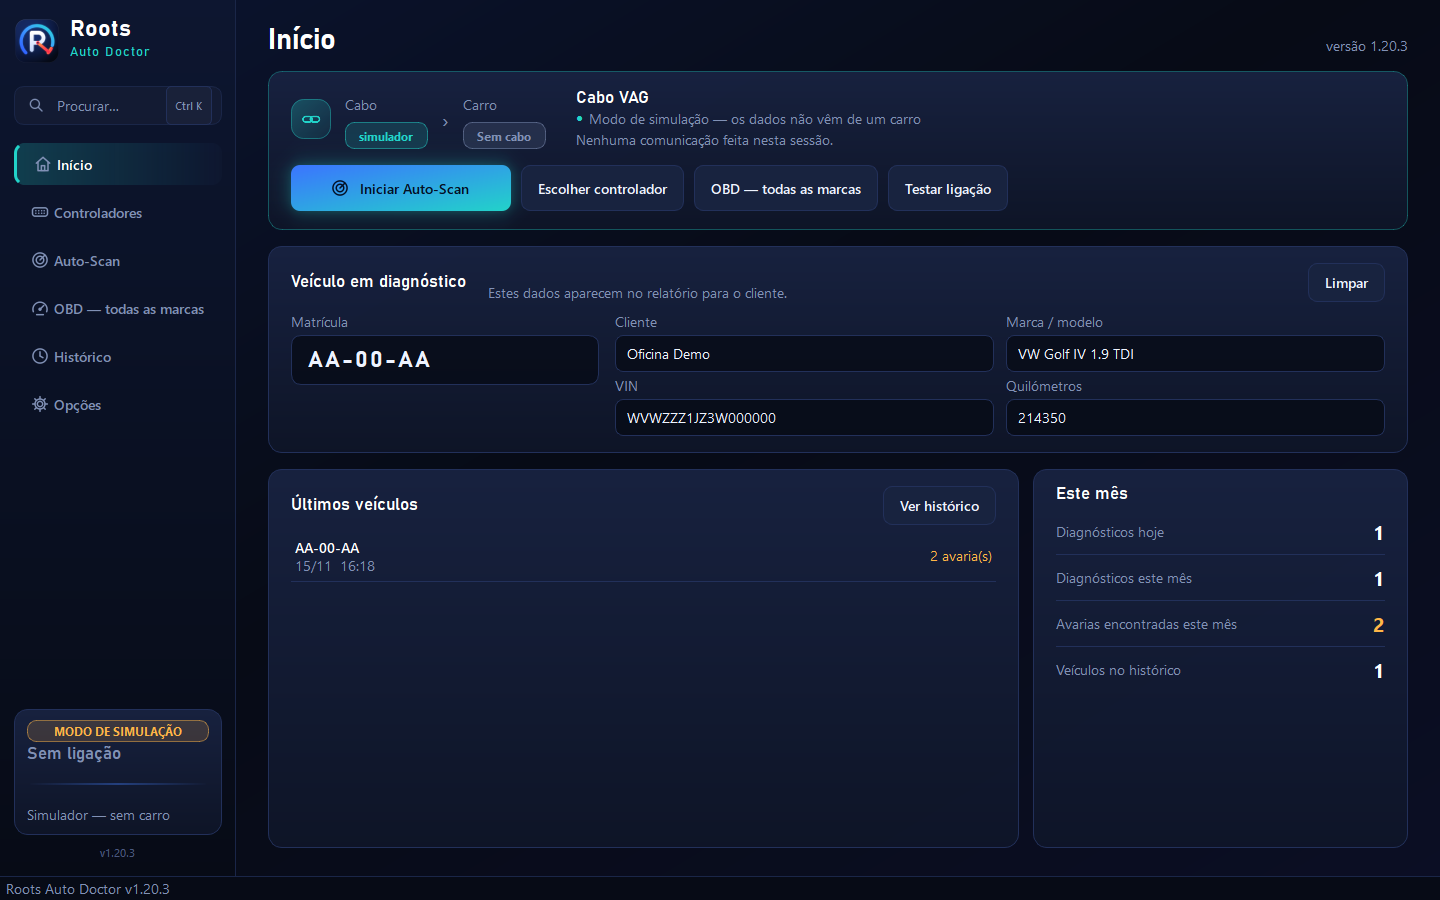 Roots
Auto Doctor
Procurar...
Ctrl K
Início
Controladores
Auto-Scan
OBD — todas as marcas
Histórico
Opções
MODO DE SIMULAÇÃO
Sem ligação
Simulador — sem carro
v1.20.3
Início
versão 1.20.3
Cabo
simulador
›
Carro
Sem cabo
Cabo VAG
• Modo de simulação — os dados não vêm de um carro
Nenhuma comunicação feita nesta sessão.
Iniciar Auto-Scan
Escolher controlador
OBD — todas as marcas
Testar ligação
Veículo em diagnóstico
Estes dados aparecem no relatório para o cliente.
Limpar
Matrícula
AA-00-AA
Cliente
Oficina Demo
Marca / modelo
VW Golf IV 1.9 TDI
VIN
WVWZZZ1JZ3W000000
Quilómetros
214350
Últimos veículos
Ver histórico
AA-00-AA
15/11 16:18
2 avaria(s)
Este mês
Diagnósticos hoje 1
Diagnósticos este mês 1
Avarias encontradas este mês 2
Veículos no histórico 1
Roots Auto Doctor v1.20.3